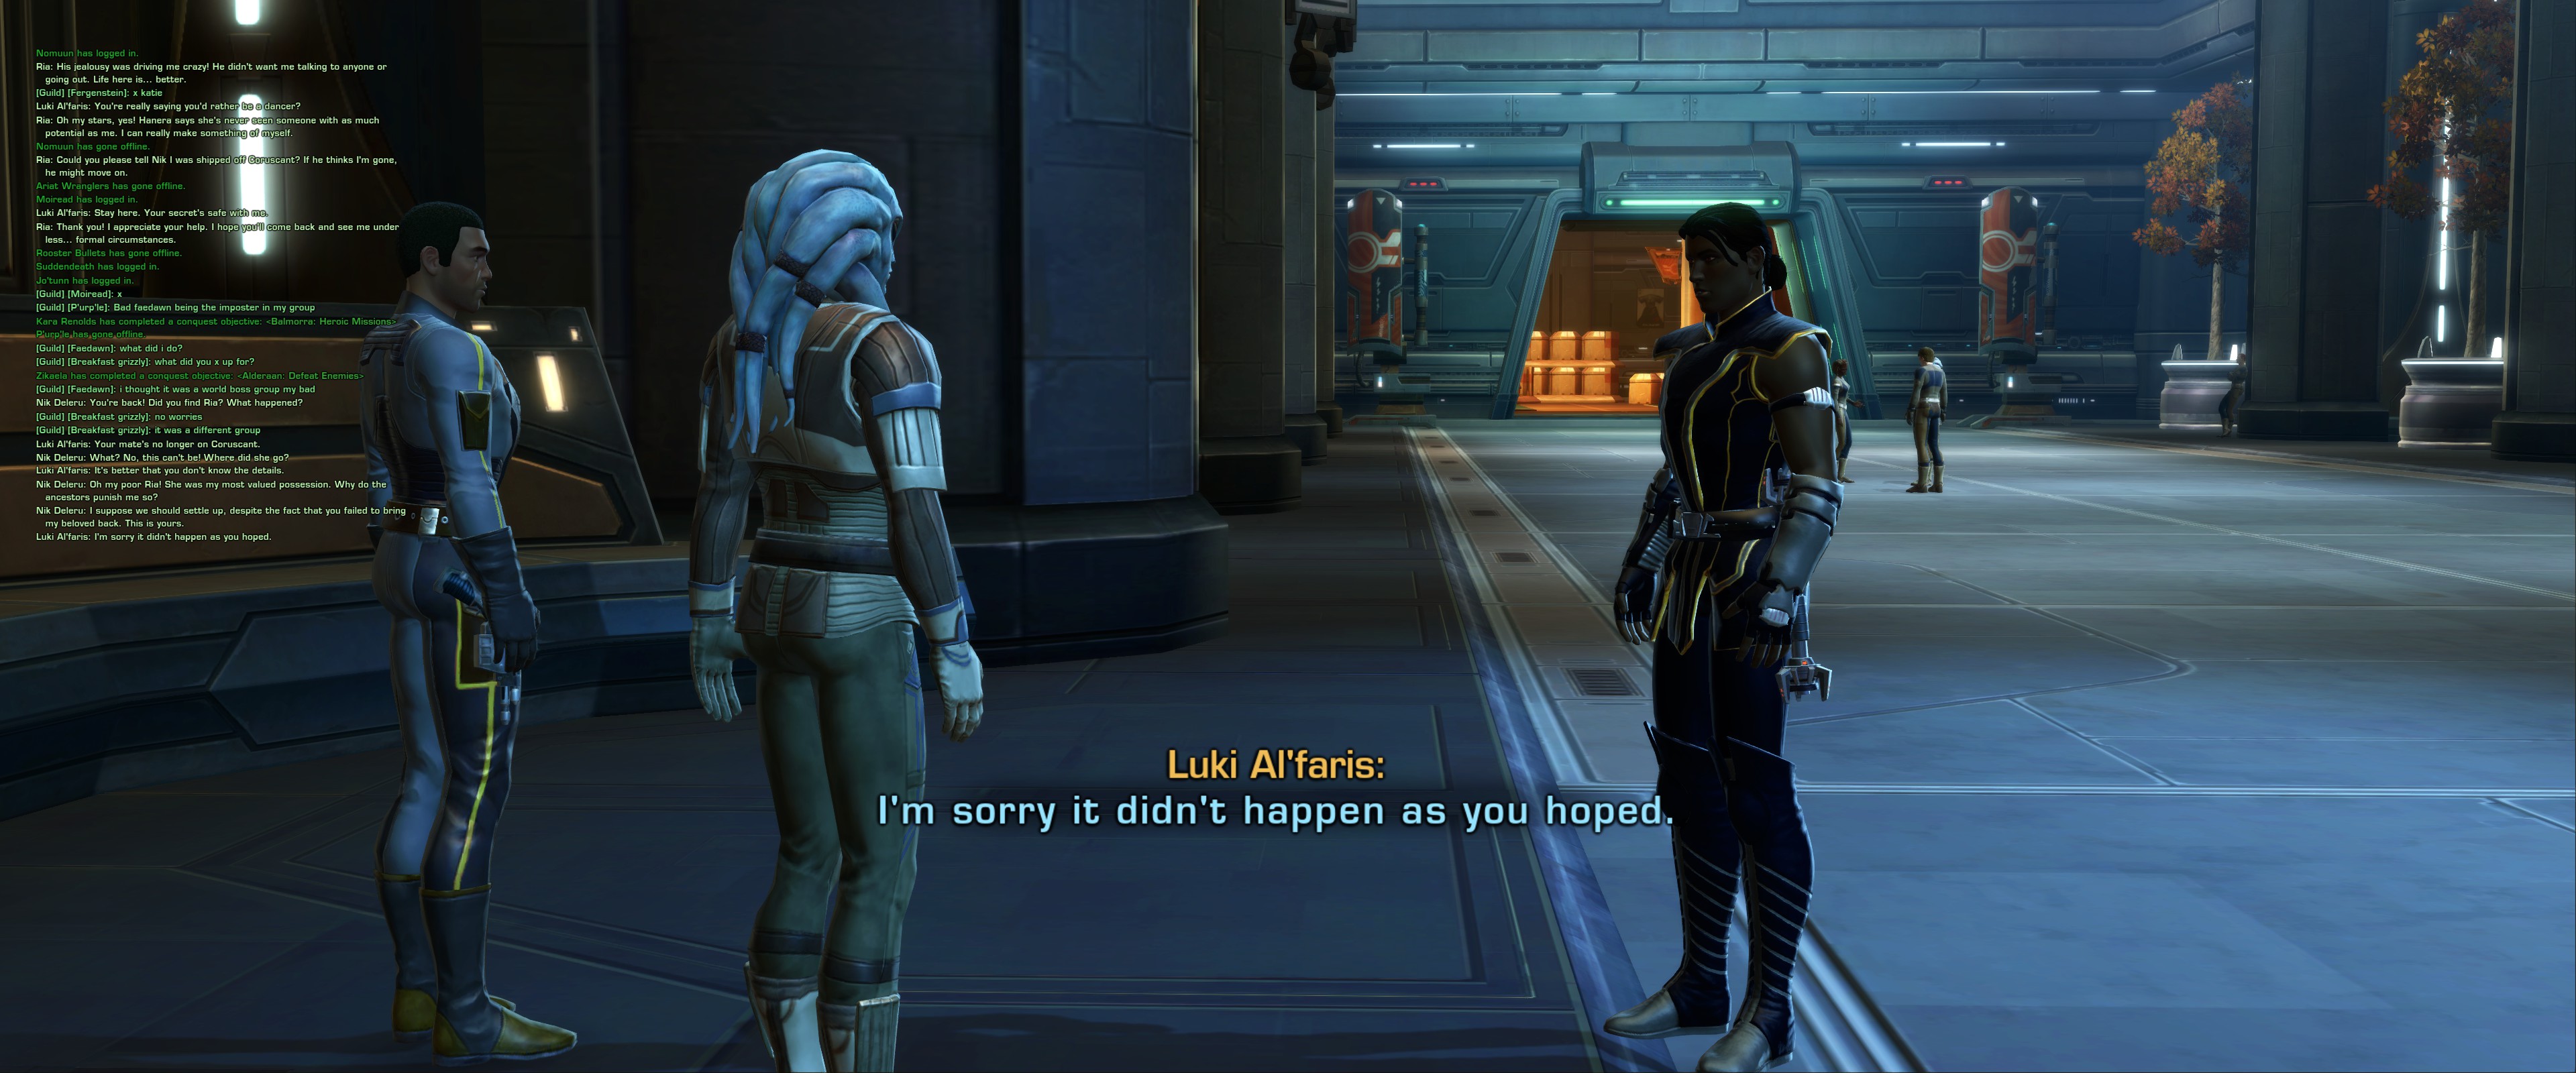 Nomuun has logged in.
Ria: His jealousy was driving me crazy! He didn't want me talking to anyone or
going out. Life here is... better.
[Guild] [Fergenstein]: x katie
Luki Al'faris: You're really saying you'd rather be a dancer?
Ria: Oh my stars, yes! Hanera says she's never seen someone with as much
potential as me. I can really make something of myself.
Nomuun has gone offline.
Ria: Could you please tell Nik I was shipped off Coruscant? If he thinks I'm gone,
he might move on.
Ariat Wranglers has gone offline.
Moiread has logged in.
Luki Al'faris: Stay here. Your secret's safe with me.
Ria: Thank you! I appreciate your help. I hope you'll come back and see me under
less... formal circumstances.
Rooster Bullets has gone offline.
Suddendeath has logged in.
Jo'tunn has logged in.
[Guild] [Moiread]: x
[Guild] [P'urp'le]: Bad faedawn being the imposter in my group
Kara Renolds has completed a conquest objective: <Balmorra: Heroic Missions>
P'urp'le has gone offline.
[Guild] [Faedawn]: what did i do?
[Guild] [Breakfast grizzly]: what did you x up for?
Zikaela has completed a conquest objective: <Alderaan: Defeat Enemies>
[Guild] [Faedawn]: i thought it was a world boss group my bad
Nik Deleru: You're back! Did you find Ria? What happened?
[Guild] [Breakfast grizzly]: no worries
[Guild] [Breakfast grizzly]: it was a different group
Luki Al'faris: Your mate's no longer on Coruscant.
Nik Deleru: What? No, this can't be! Where did she go?
Luki Al'faris: It's better that you don't know the details.
Nik Deleru: Oh my poor Ria! She was my most valued possession. Why do the
ancestors punish me so?
Nik Deleru: I suppose we should settle up, despite the fact that you failed to bring
my beloved back. This is yours.
Luki Al'faris: I'm sorry it didn't happen as you hoped.
Luki Al'faris:
I'm sorry it didn't happen as you hoped.